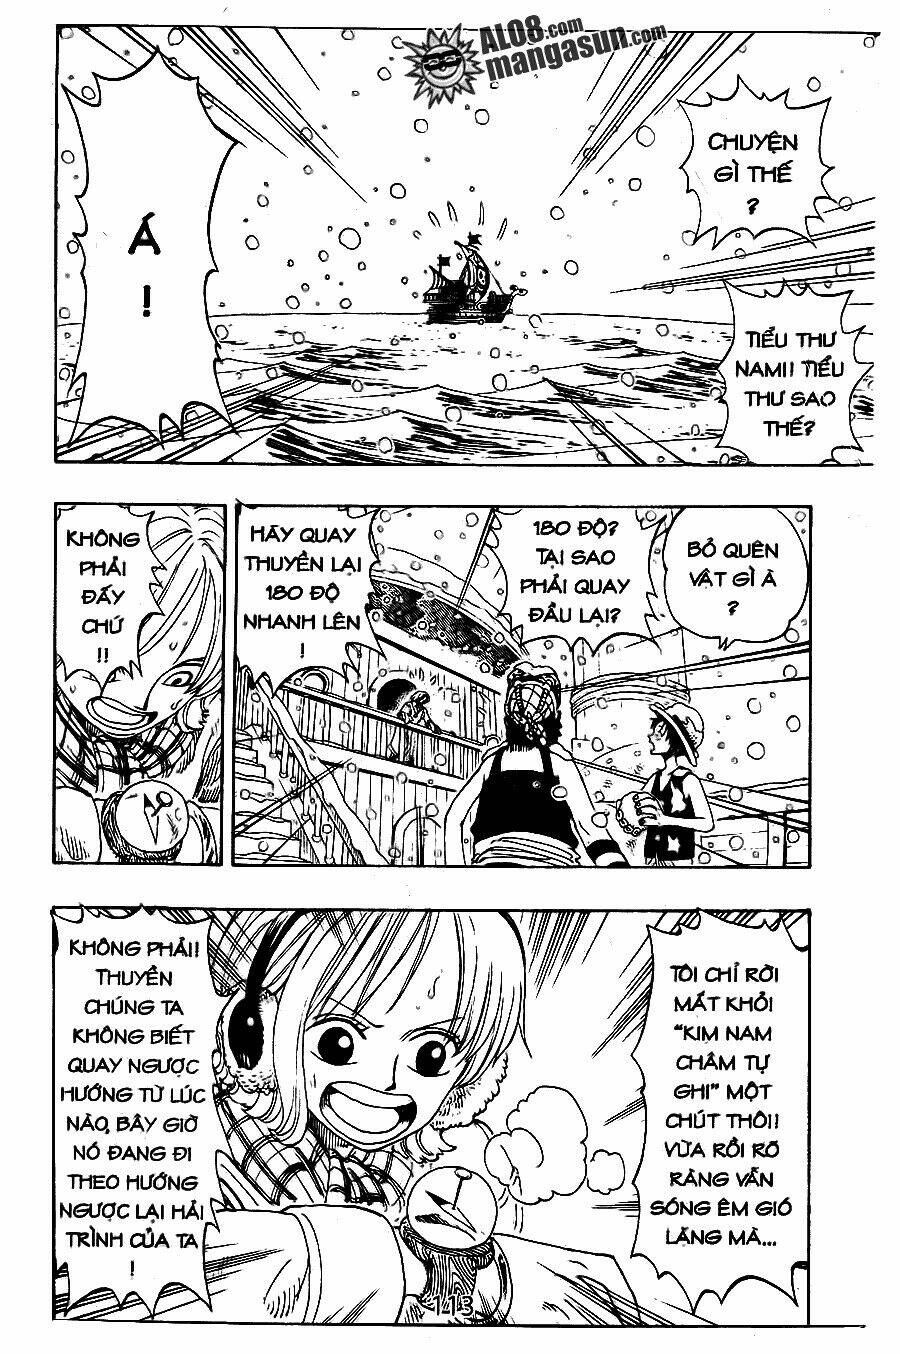 ALO8.com
mangasun.com
CHUYỆN
GÌ THẾ
?
Á
!
TIỂU THƯ
NAMI! TIỂU
THƯ SAO
THẾ?
BỎ QUÊN
VẬT GÌ À
?
180 ĐỘ?
TẠI SAO
PHẢI QUAY
ĐẦU LẠI?
HÃY QUAY
THUYỀN LẠI
180 ĐỘ
NHANH LÊN
!
KHÔNG
PHẢI
ĐẤY
CHỨ
!!
TÔI CHỈ RỜI
MẮT KHỎI
“KIM NAM
CHÂM TỰ
GHI” MỘT
CHÚT THÔI!
VỪA RỒI RÕ
RÀNG VẪN
SÓNG ÊM GIÓ
LẶNG MÀ...
KHÔNG PHẢI!
THUYỀN
CHÚNG TA
KHÔNG BIẾT
QUAY NGƯỢC
HƯỚNG TỪ LÚC
NÀO, BÂY GIỜ
NÓ ĐANG ĐI
THEO HƯỚNG
NGƯỢC LẠI HẢI
TRÌNH CỦA TA
!
113